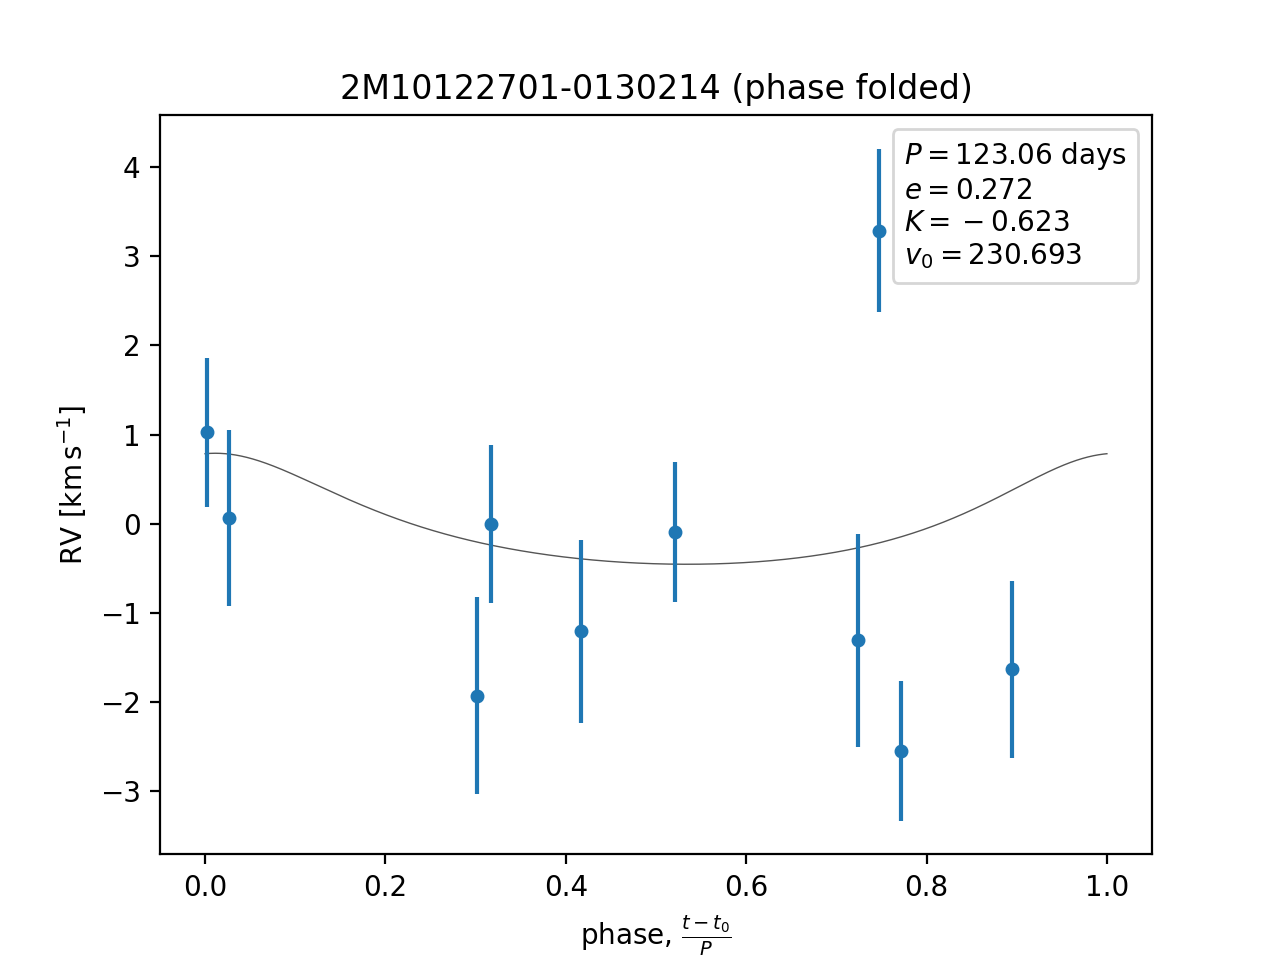 2M10122701-0130214 (phase folded)
P = 123.06 days
e = 0.272
K = −0.623
v₀ = 230.693
RV [km s⁻¹]
4
3
2
1
0
−1
−2
−3
0.0 0.2 0.4 0.6 0.8 1.0
phase, (t − t₀)/P